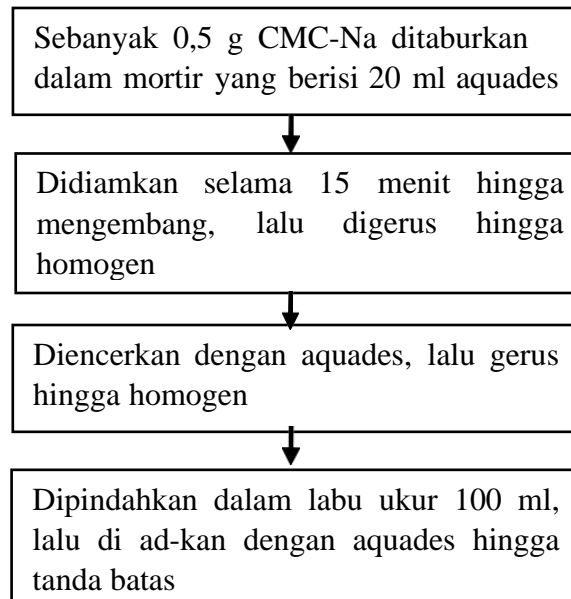 Sebanyak 0,5 g CMC-Na ditaburkan
dalam mortir yang berisi 20 ml aquades
Didiamkan selama 15 menit hingga
mengembang, lalu digerus hingga
homogen
Diencerkan dengan aquades, lalu gerus
hingga homogen
Dipindahkan dalam labu ukur 100 ml,
lalu di ad-kan dengan aquades hingga
tanda batas